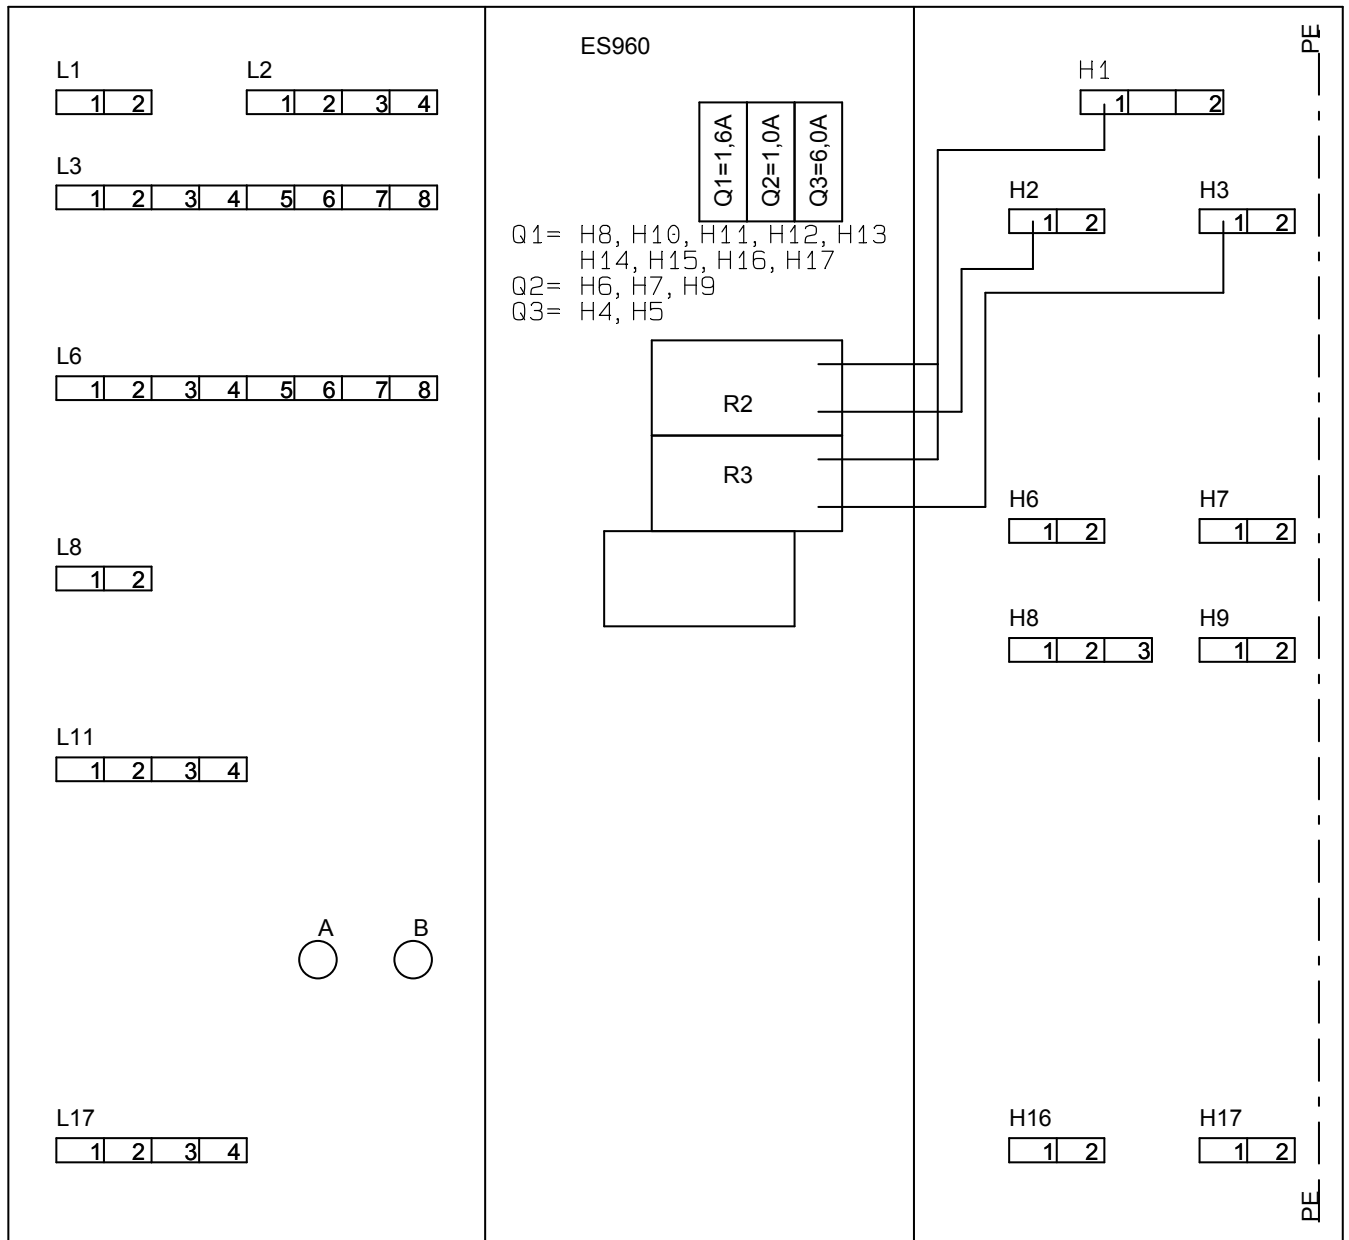 L1
1 2
L2
1 2 3 4
L3
1 2 3 4 5 6 7 8
L6
1 2 3 4 5 6 7 8
L8
1 2
L11
1 2 3 4
A B
L17
1 2 3 4
ES960
Q1=1,6A
Q2=1,0A
Q3=6,0A
Q1= H8, H10, H11, H12, H13
H14, H15, H16, H17
Q2= H6, H7, H9
Q3= H4, H5
R2
R3
PE
H1
1 2
H2
1 2
H3
1 2
H6
1 2
H7
1 2
H8
1 2 3
H9
1 2
H16
1 2
H17
1 2
PE